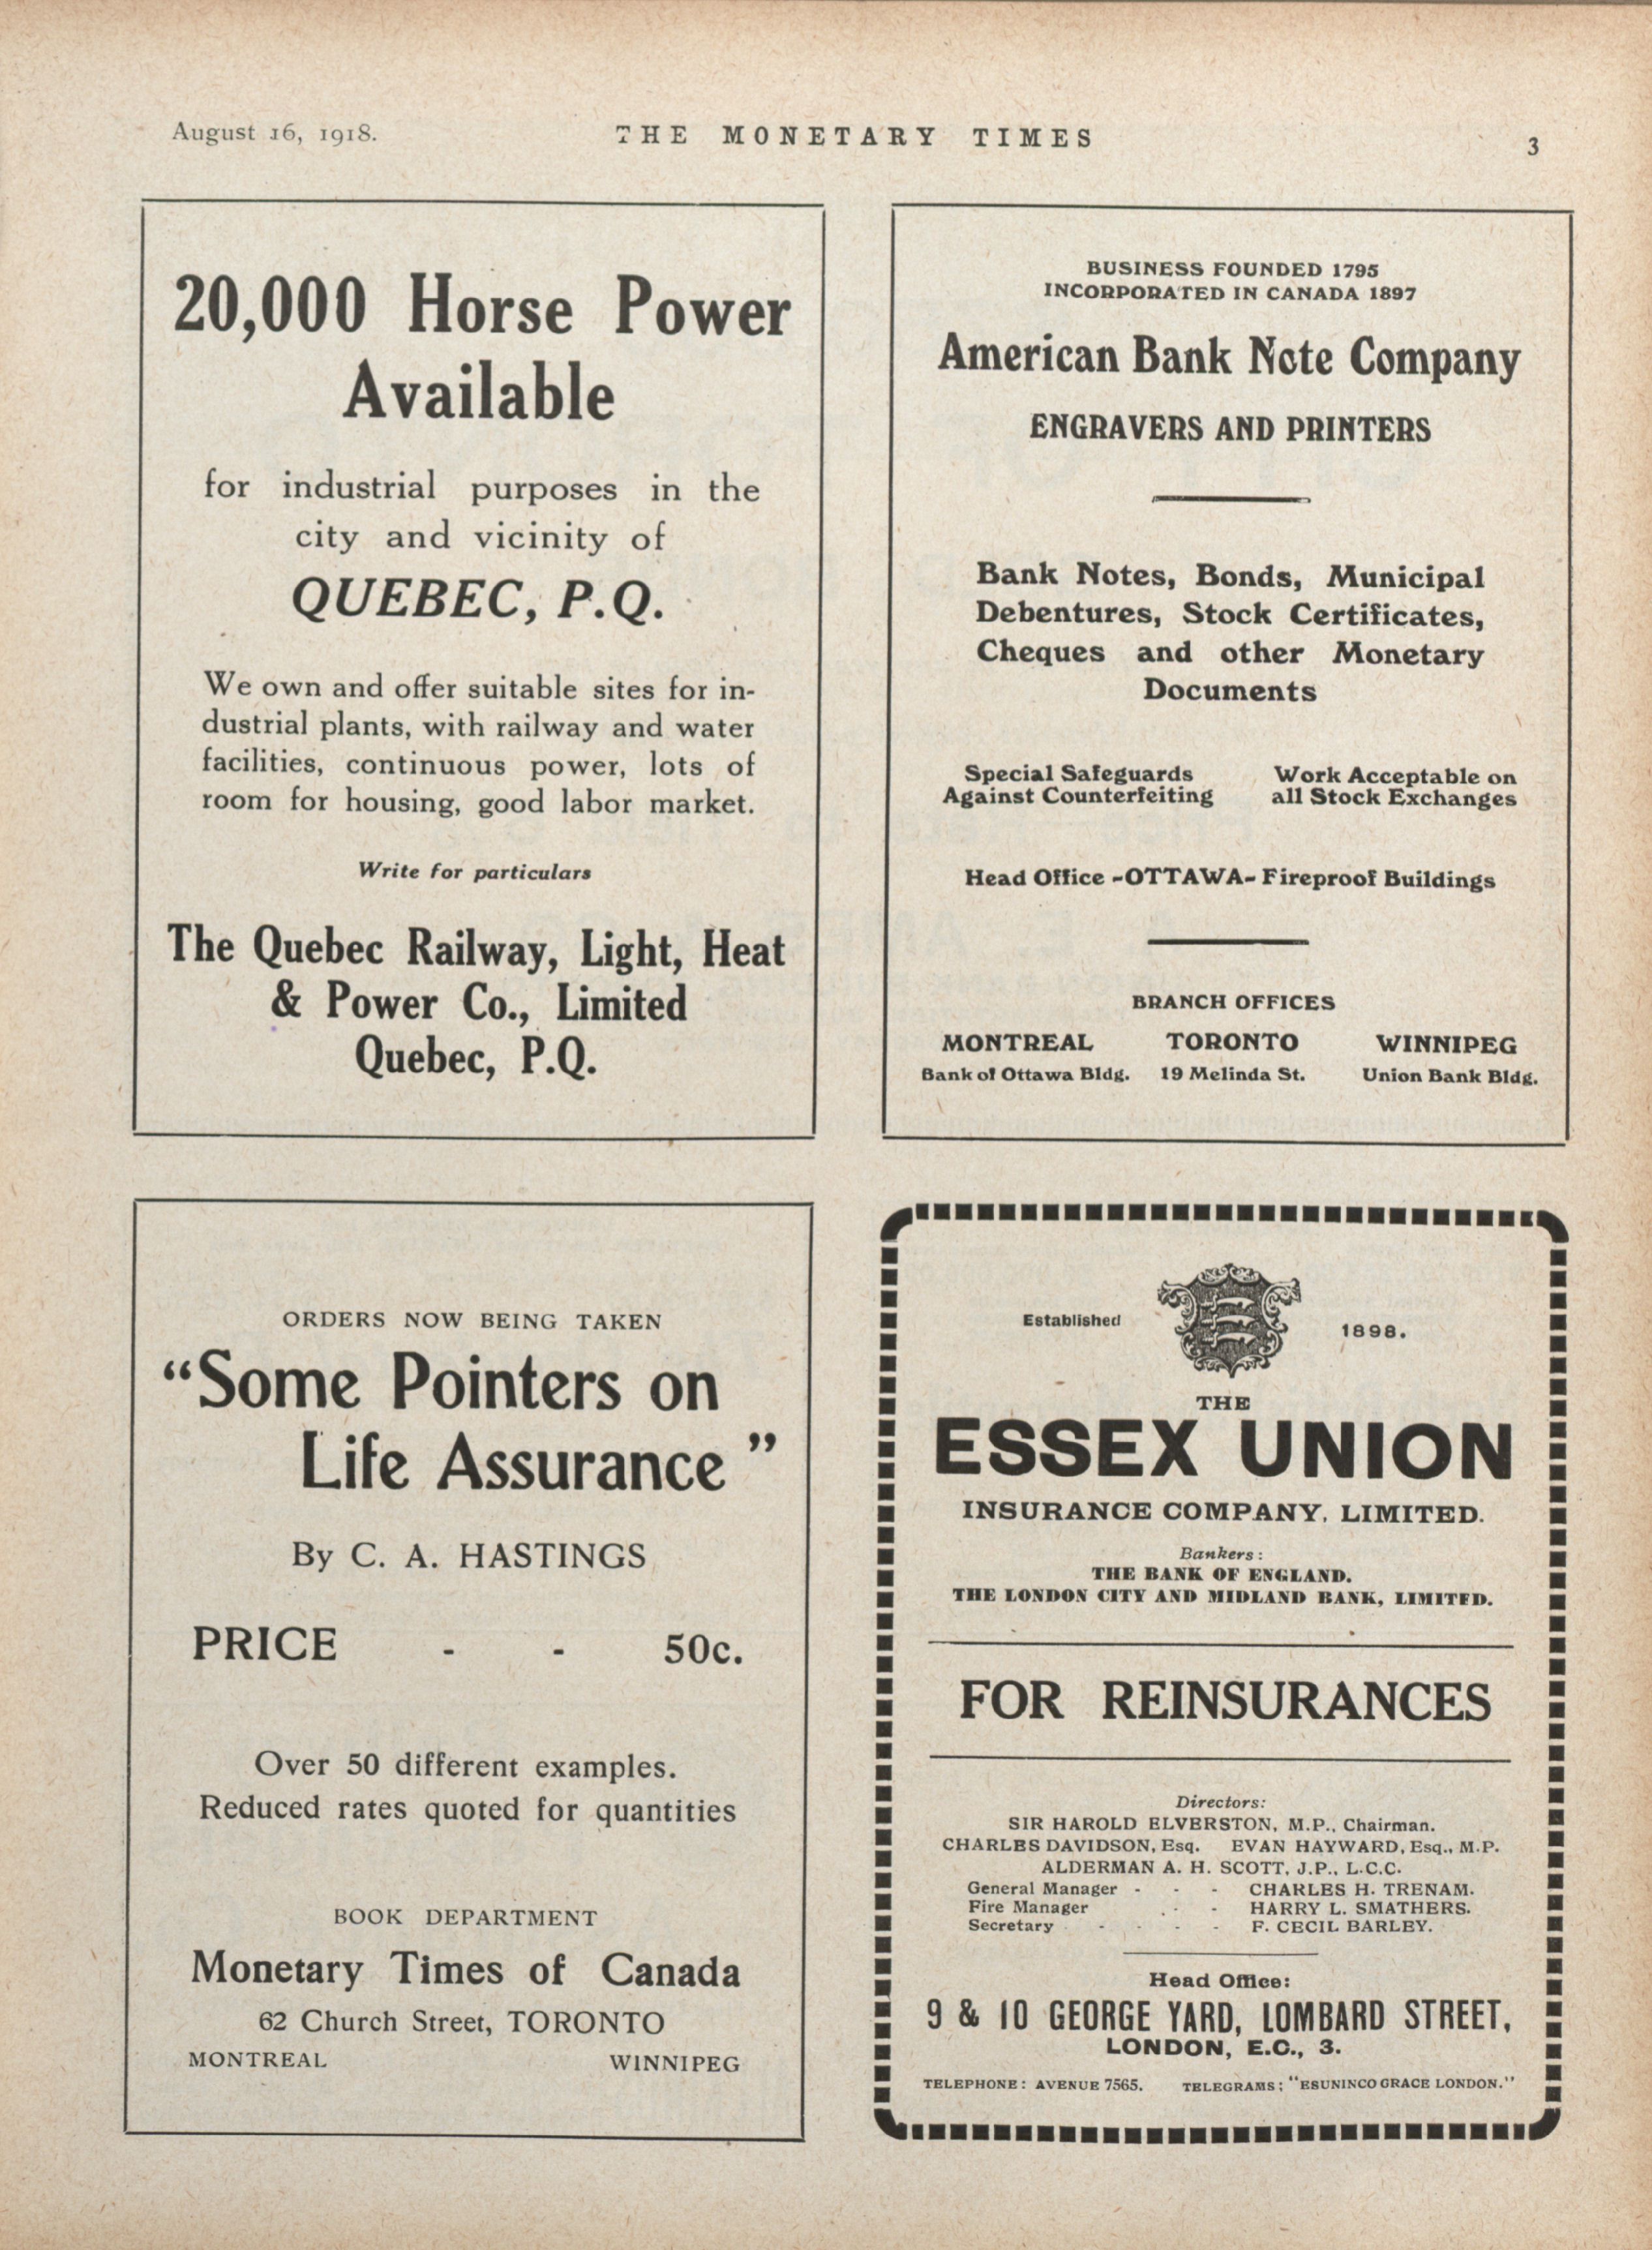 August 16, 1918.
THE MONETARY TIMES
3
20,000 Horse Power
Available
for industrial purposes in the
city and vicinity of
QUEBEC, P.Q.
We own and offer suitable sites for in-
dustrial plants, with railway and water
facilities, continuous power, lots of
room for housing, good labor market.
Write for particulars
The Quebec Railway, Light, Heat
& Power Co., Limited
Quebec, P.Q.
BUSINESS FOUNDED 1795
INCORPORATED IN CANADA 1897
American Bank Note Company
ENGRAVERS AND PRINTERS
Bank Notes, Bonds, Municipal
Debentures, Stock Certificates,
Cheques and other Monetary
Documents
Special Safeguards
Against Counterfeiting
Work Acceptable on
all Stock Exchanges
Head Office -OTTAWA- Fireproof Buildings
BRANCH OFFICES
MONTREAL TORONTO WINNIPEG
Bank of Ottawa Bldg. 19 Melinda St. Union Bank Bldg.
ORDERS NOW BEING TAKEN
"Some Pointers on
Life Assurance"
By C. A. HASTINGS
PRICE - - 50c.
Over 50 different examples.
Reduced rates quoted for quantities
BOOK DEPARTMENT
Monetary Times of Canada
62 Church Street, TORONTO
MONTREAL WINNIPEG
Established 1898.
THE
ESSEX UNION
INSURANCE COMPANY, LIMITED.
Bankers:
THE BANK OF ENGLAND.
THE LONDON CITY AND MIDLAND BANK, LIMITED.
FOR REINSURANCES
Directors:
SIR HAROLD ELVERSTON, M.P., Chairman.
CHARLES DAVIDSON, Esq. EVAN HAYWARD, Esq., M.P.
ALDERMAN A. H. SCOTT, J.P., L.C.C.
General Manager - - - CHARLES H. TRENAM.
Fire Manager - - HARRY L. SMATHERS.
Secretary - - - - F. CECIL BARLEY.
Head Office:
9 & 10 GEORGE YARD, LOMBARD STREET,
LONDON, E.C., 3.
TELEPHONE: AVENUE 7565. TELEGRAMS: "ESUNINCO GRACE LONDON."